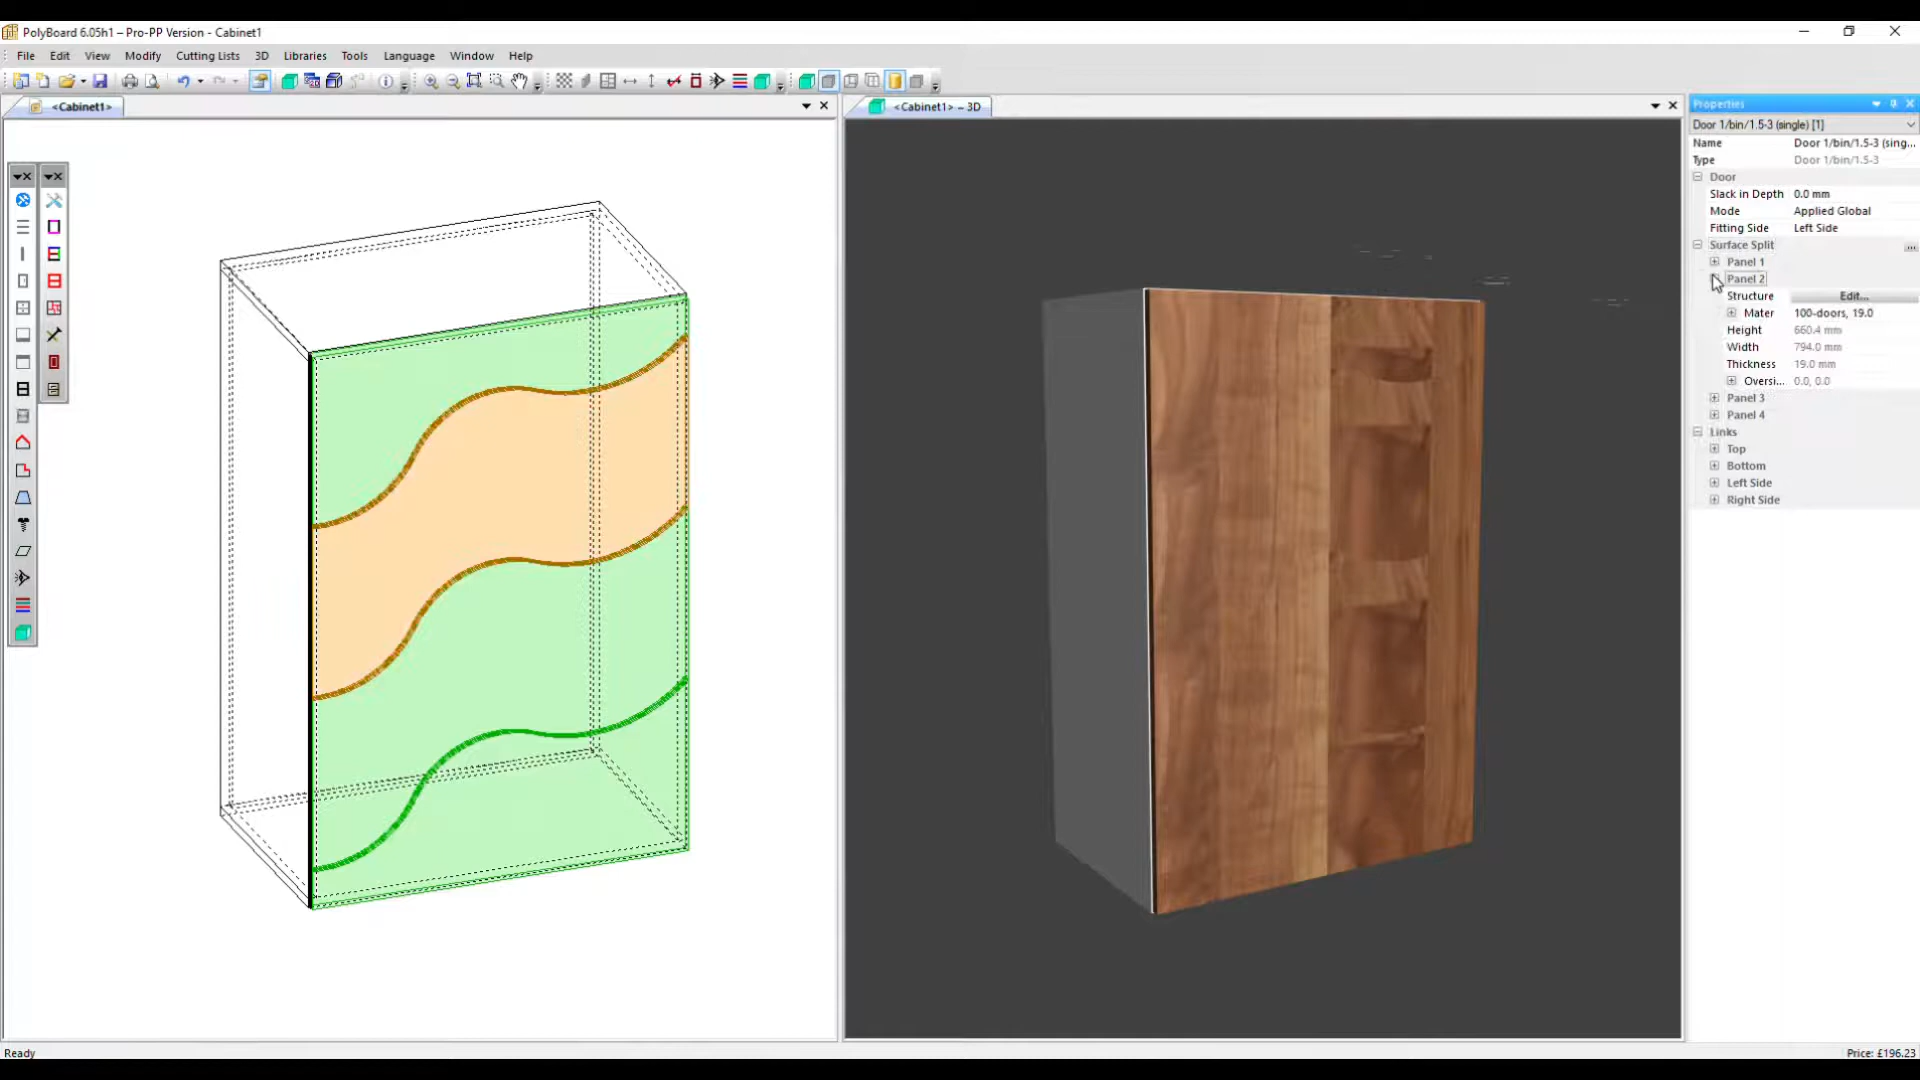 PolyBoard 6.05h1 – Pro-PP Version - Cabinet1
File Edit View Modify Cutting Lists 3D Libraries Tools Language Window Help
<Cabinet1>
<Cabinet1> – 3D
Properties
Door 1/bin/1.5-3 (single) [1]
Name Door 1/bin/1.5-3 (sing...
Type Door 1/bin/1.5-3
Door
Slack in Depth 0.0 mm
Mode Applied Global
Fitting Side Left Side
Surface Split ...
Panel 1
Panel 2
Structure Edit...
Mater 100-doors, 19.0
Height 660.4 mm
Width 794.0 mm
Thickness 19.0 mm
Oversi... 0.0, 0.0
Panel 3
Panel 4
Links
Top
Bottom
Left Side
Right Side
Ready
Price: £196.23